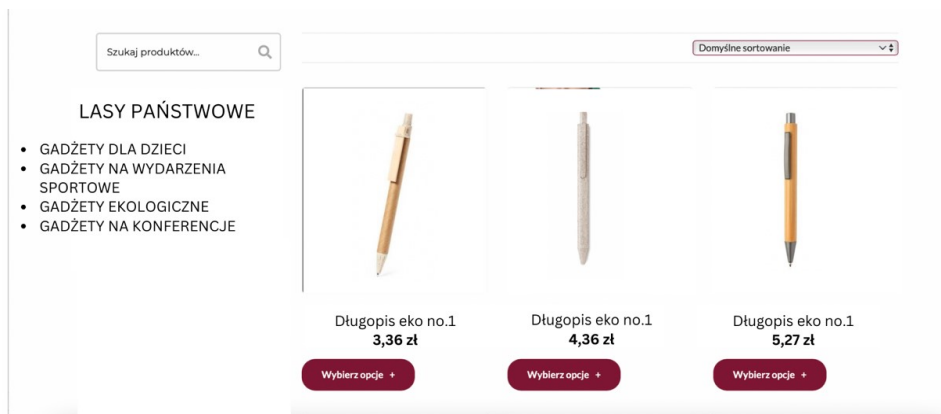 Szukaj produktów...
Domyślne sortowanie
LASY PAŃSTWOWE
• GADŻETY DLA DZIECI
• GADŻETY NA WYDARZENIA
SPORTOWE
• GADŻETY EKOLOGICZNE
• GADŻETY NA KONFERENCJE
Długopis eko no.1
3,36 zł
Wybierz opcje +
Długopis eko no.1
4,36 zł
Wybierz opcje +
Długopis eko no.1
5,27 zł
Wybierz opcje +